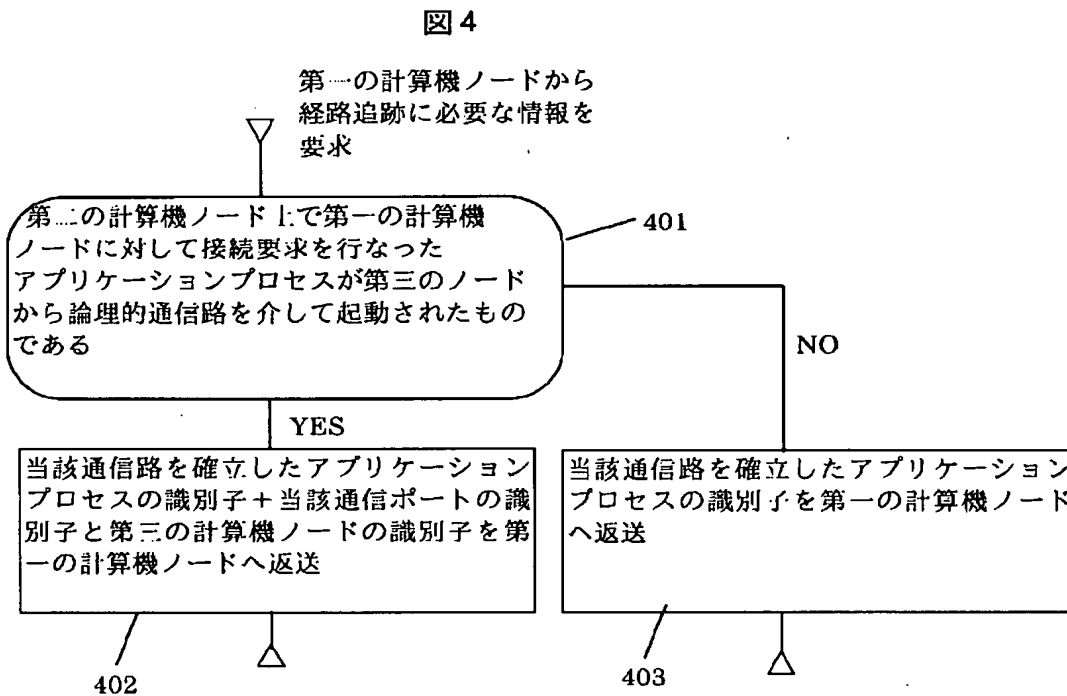 図4
第一の計算機ノードから
経路追跡に必要な情報を
要求
第二の計算機ノード上で第一の計算機
ノードに対して接続要求を行なった
アプリケーションプロセスが第三のノード
から論理的通信路を介して起動されたもの
である
401
NO
YES
当該通信路を確立したアプリケーション
プロセスの識別子+当該通信ポートの識
別子と第三の計算機ノードの識別子を第
一の計算機ノードへ返送
当該通信路を確立したアプリケーション
プロセスの識別子を第一の計算機ノード
へ返送
402
403